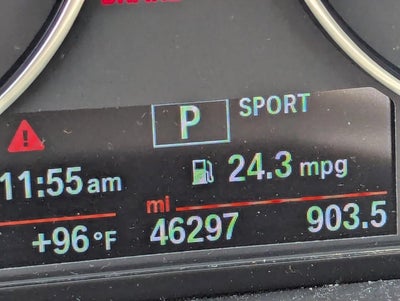 P SPORT
11:55 am 24.3 mpg
mi
+96 °F 46297 903.5